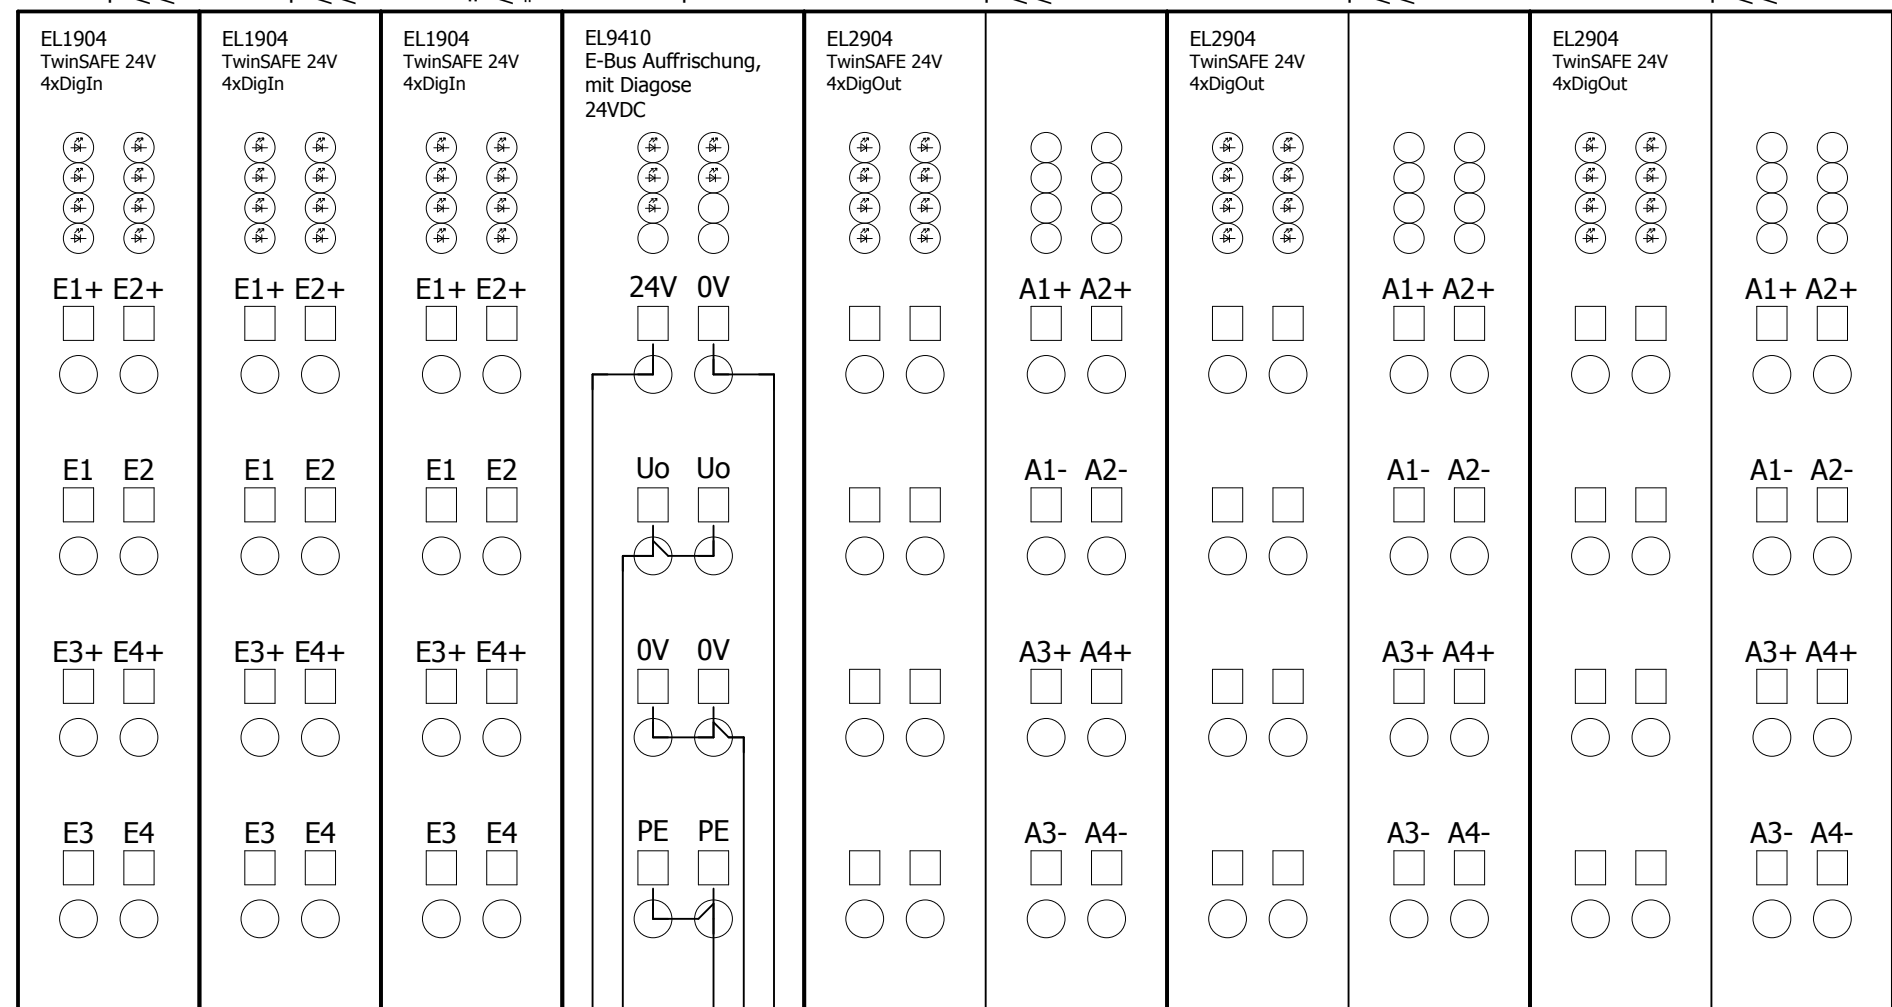 EL1904
TwinSAFE 24V
4xDigIn
EL1904
TwinSAFE 24V
4xDigIn
EL1904
TwinSAFE 24V
4xDigIn
EL9410
E-Bus Auffrischung,
mit Diagose
24VDC
EL2904
TwinSAFE 24V
4xDigOut
EL2904
TwinSAFE 24V
4xDigOut
EL2904
TwinSAFE 24V
4xDigOut
E1+ E2+ E1+ E2+ E1+ E2+ 24V 0V A1+ A2+ A1+ A2+ A1+ A2+
E1 E2 E1 E2 E1 E2 Uo Uo A1- A2- A1- A2- A1- A2-
E3+ E4+ E3+ E4+ E3+ E4+ 0V 0V A3+ A4+ A3+ A4+ A3+ A4+
E3 E4 E3 E4 E3 E4 PE PE A3- A4- A3- A4- A3- A4-